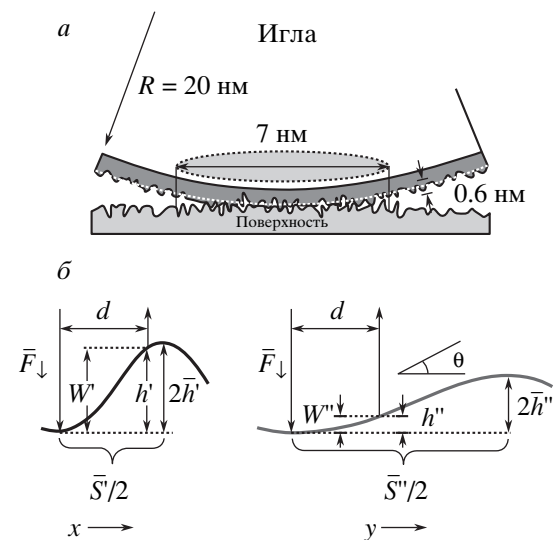 а
Игла
R = 20 нм
7 нм
0.6 нм
Поверхность
б
d
F̅↓
W'
h'
2h̅'
S̅'/2
x
d
F̅↓
θ
W''
h''
2h̅''
S̅''/2
y